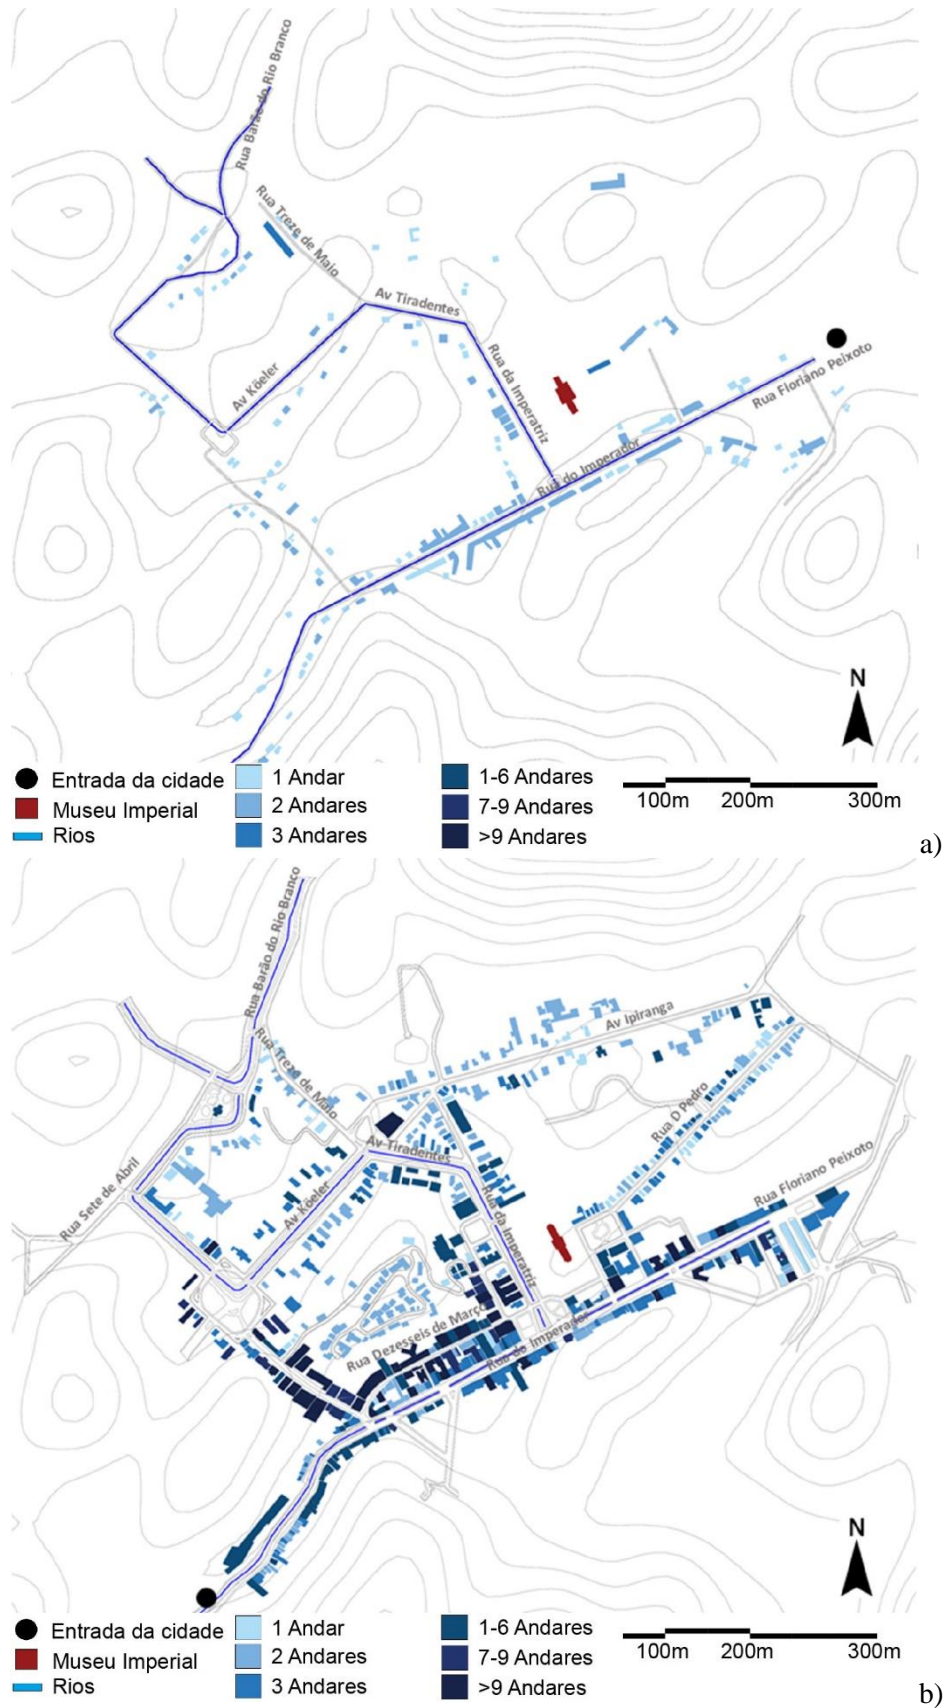 Rua Barão do Rio Branco
Rua Treze de Maio
Av Tiradentes
Av Köeler
Rua da Imperatriz
Rua Floriano Peixoto
Rua do Imperador
N
Entrada da cidade
Museu Imperial
Rios
1 Andar
2 Andares
3 Andares
1-6 Andares
7-9 Andares
>9 Andares
100m 200m 300m
a)
Rua Barão do Rio Branco
Av Ipiranga
Rua Treze de Maio
Rua D Pedro
Av Tiradentes
Rua Sete de Abril
Av Köeler
Rua Floriano Peixoto
Rua da Imperatriz
Rua Dezesseis de Março
Rua do Imperador
N
Entrada da cidade
Museu Imperial
Rios
1 Andar
2 Andares
3 Andares
1-6 Andares
7-9 Andares
>9 Andares
100m 200m 300m
b)